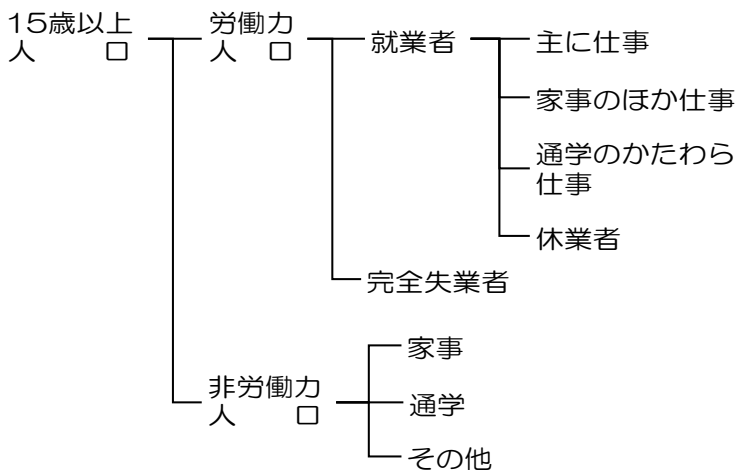 15歳以上
人口
労働力
人口
就業者
主に仕事
家事のほか仕事
通学のかたわら
仕事
休業者
完全失業者
非労働力
人口
家事
通学
その他